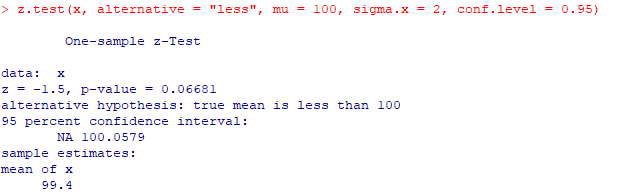 > z.test(x, alternative = "less", mu = 100, sigma.x = 2, conf.level = 0.95)
One-sample z-Test
data:  x
z = -1.5, p-value = 0.06681
alternative hypothesis: true mean is less than 100
95 percent confidence interval:
NA 100.0579
sample estimates:
mean of x
99.4